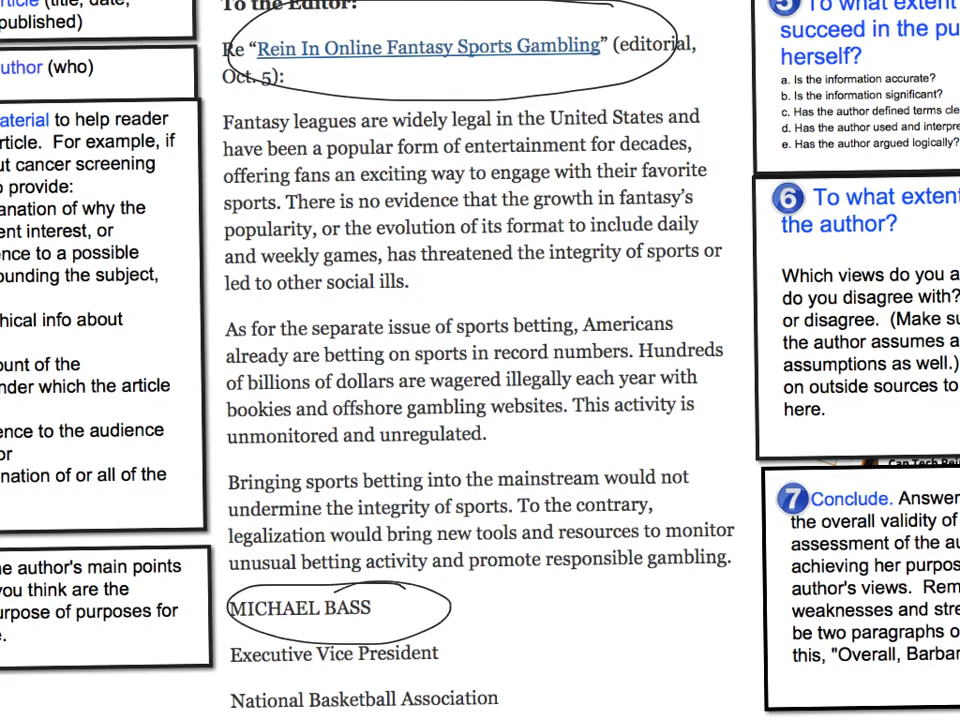 rticle (title, date,
published)
uthor (who)
aterial to help reader
rticle. For example, if
ut cancer screening
o provide:
anation of why the
ent interest, or
ence to a possible
ounding the subject,
hical info about
ount of the
nder which the article
ence to the audience
or
nation of or all of the
ne author's main points
you think are the
urpose of purposes for
e.
To the Editor:
Re “Rein In Online Fantasy Sports Gambling” (editorial,
Oct. 5):
Fantasy leagues are widely legal in the United States and
have been a popular form of entertainment for decades,
offering fans an exciting way to engage with their favorite
sports. There is no evidence that the growth in fantasy’s
popularity, or the evolution of its format to include daily
and weekly games, has threatened the integrity of sports or
led to other social ills.
As for the separate issue of sports betting, Americans
already are betting on sports in record numbers. Hundreds
of billions of dollars are wagered illegally each year with
bookies and offshore gambling websites. This activity is
unmonitored and unregulated.
Bringing sports betting into the mainstream would not
undermine the integrity of sports. To the contrary,
legalization would bring new tools and resources to monitor
unusual betting activity and promote responsible gambling.
MICHAEL BASS
Executive Vice President
National Basketball Association
5 To what extent
succeed in the pu
herself?
a. Is the information accurate?
b. Is the information significant?
c. Has the author defined terms cle
d. Has the author used and interpre
e. Has the author argued logically?
6 To what extent
the author?
Which views do you a
do you disagree with?
or disagree. (Make su
the author assumes a
assumptions as well.)
on outside sources to
here.
Can Tech Rei
7 Conclude. Answer
the overall validity of
assessment of the au
achieving her purpos
author's views. Rem
weaknesses and stre
be two paragraphs o
this, "Overall, Barbar